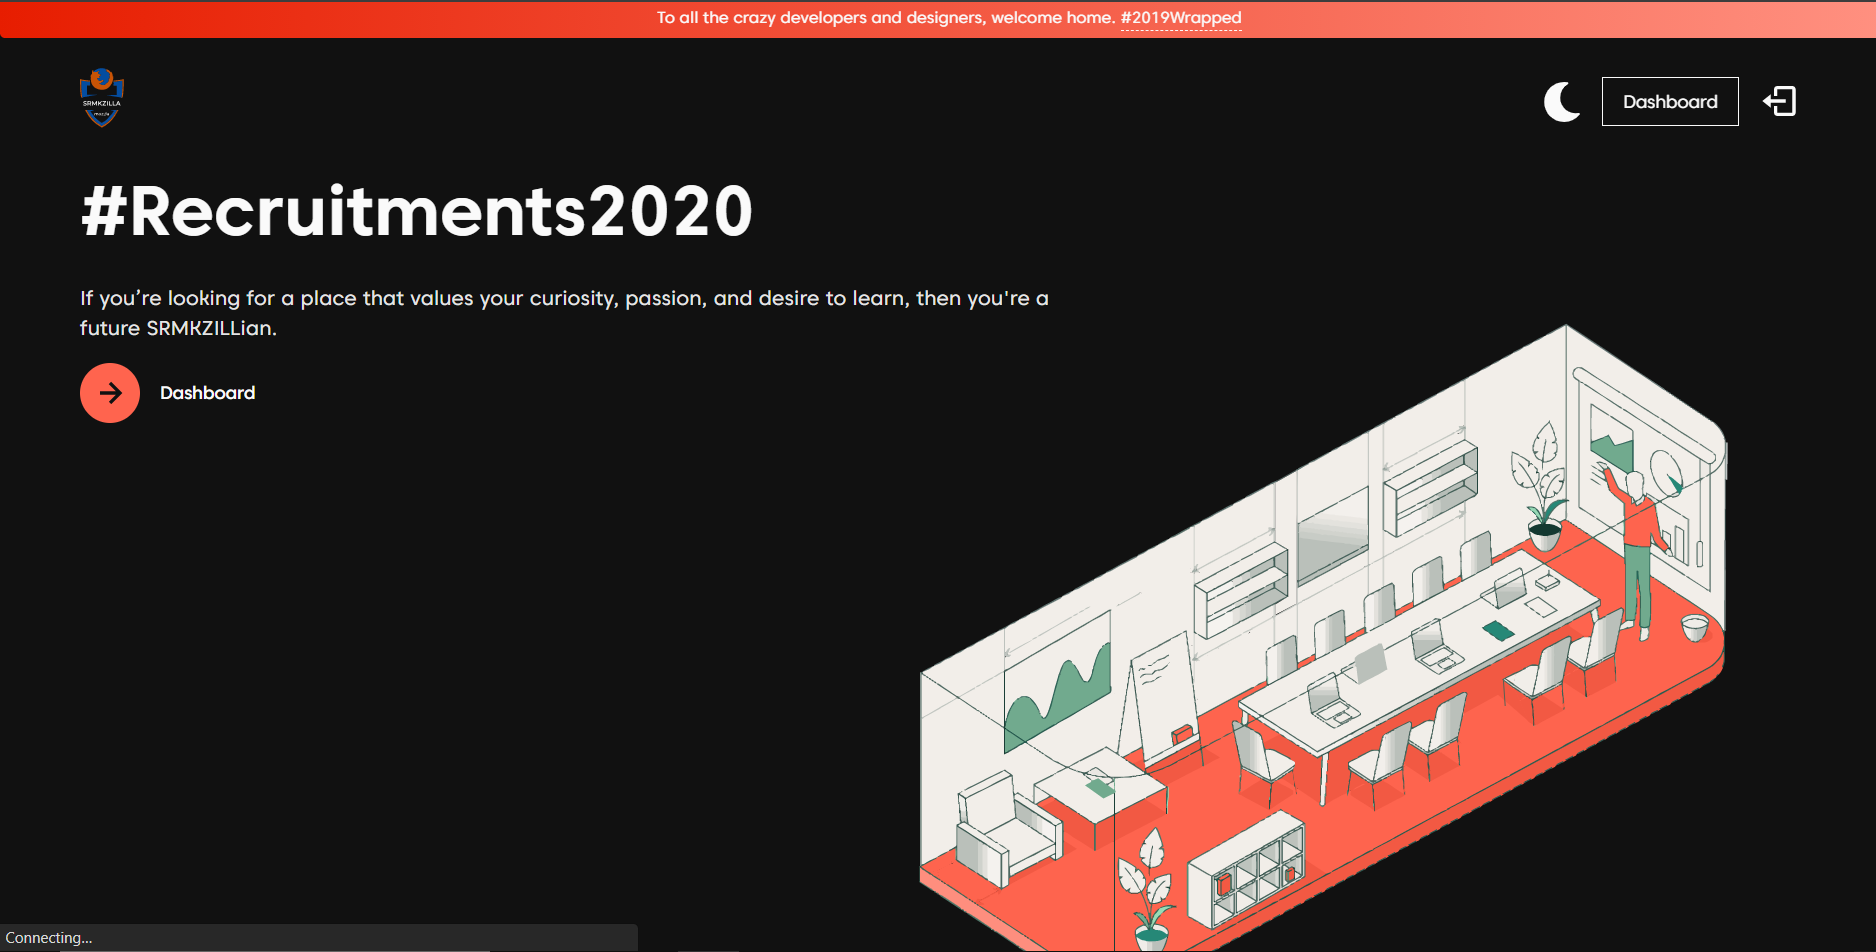 To all the crazy developers and designers, welcome home. #2019Wrapped
SRMKZILLA
mozilla
Dashboard
#Recruitments2020
If you’re looking for a place that values your curiosity, passion, and desire to learn, then you're a
future SRMKZILLian.
Dashboard
Connecting...